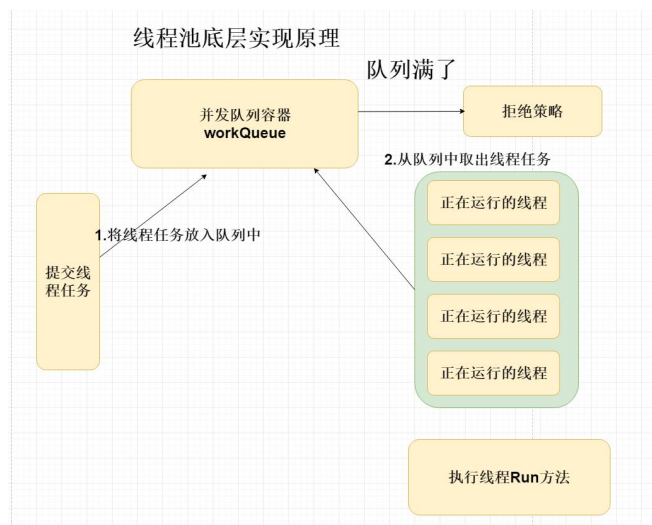 线程池底层实现原理
队列满了
并发队列容器
workQueue
拒绝策略
2.从队列中取出线程任务
正在运行的线程
1.将线程任务放入队列中
正在运行的线程
提交线
程任务
正在运行的线程
正在运行的线程
执行线程Run方法